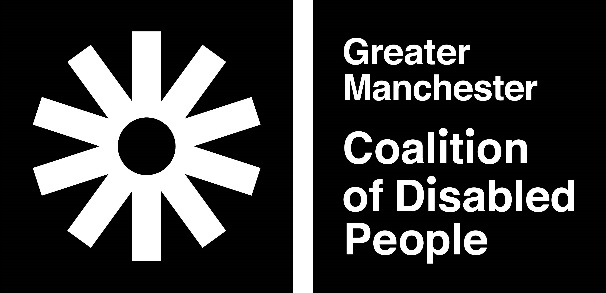 Greater
Manchester
Coalition
of Disabled
People